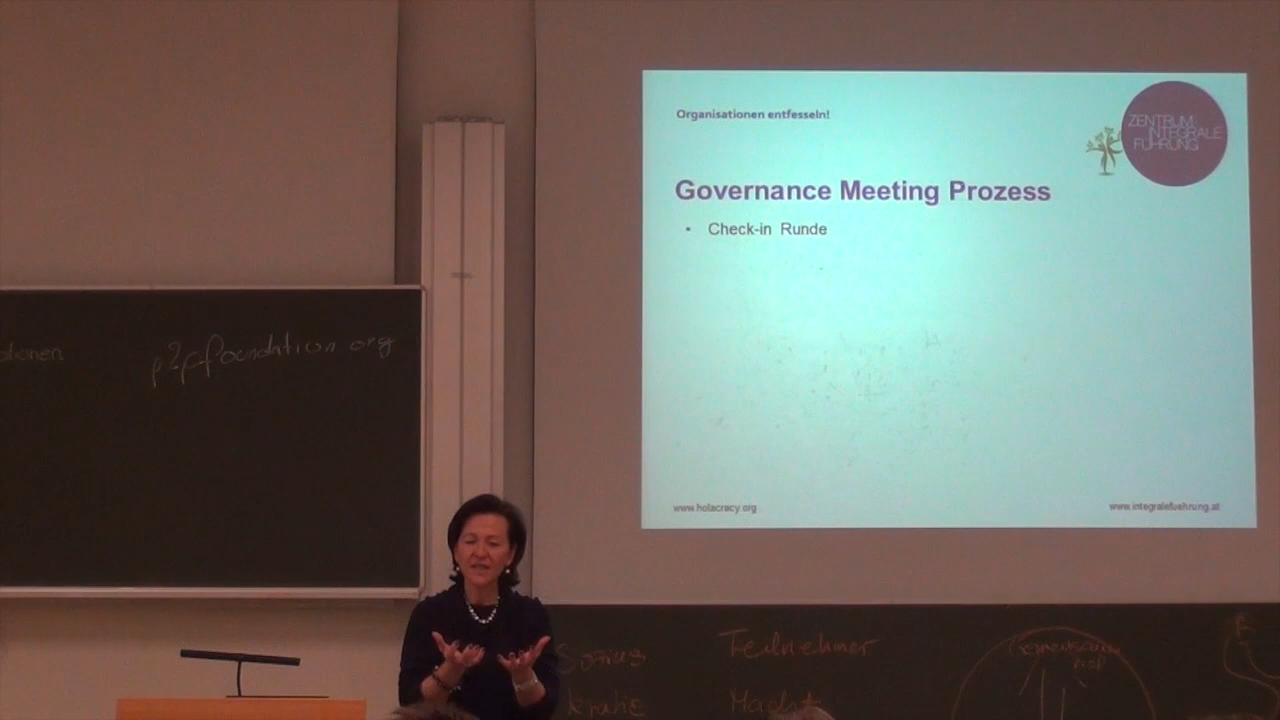 Organisationen entfesseln!
ZENTRUM
INTEGRALE
FÜHRUNG
Governance Meeting Prozess
• Check-in Runde
www.holacracy.org
www.integralefuehrung.at
p2pfoundation org
Teilnehmer
Macht